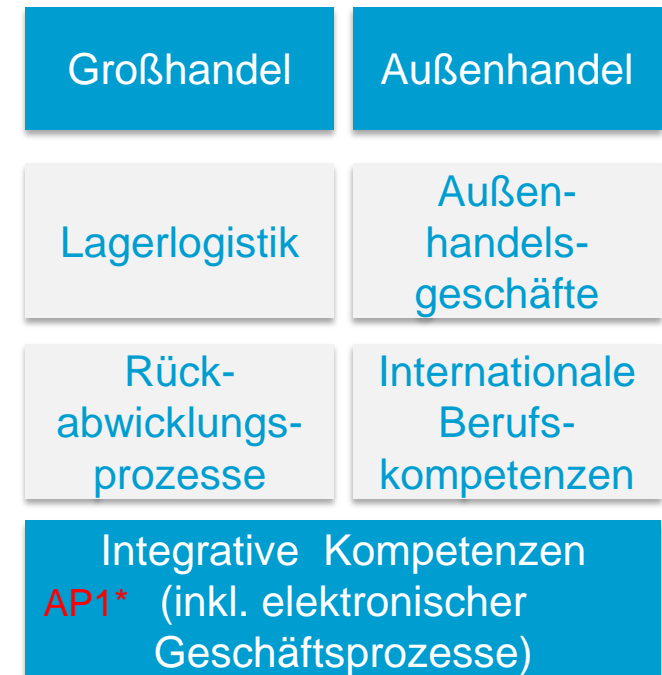 Großhandel
Außenhandel
Lagerlogistik
Außen-
handels-
geschäfte
Rück-
abwicklungs-
prozesse
Internationale
Berufs-
kompetenzen
Integrative Kompetenzen
AP1* (inkl. elektronischer
Geschäftsprozesse)